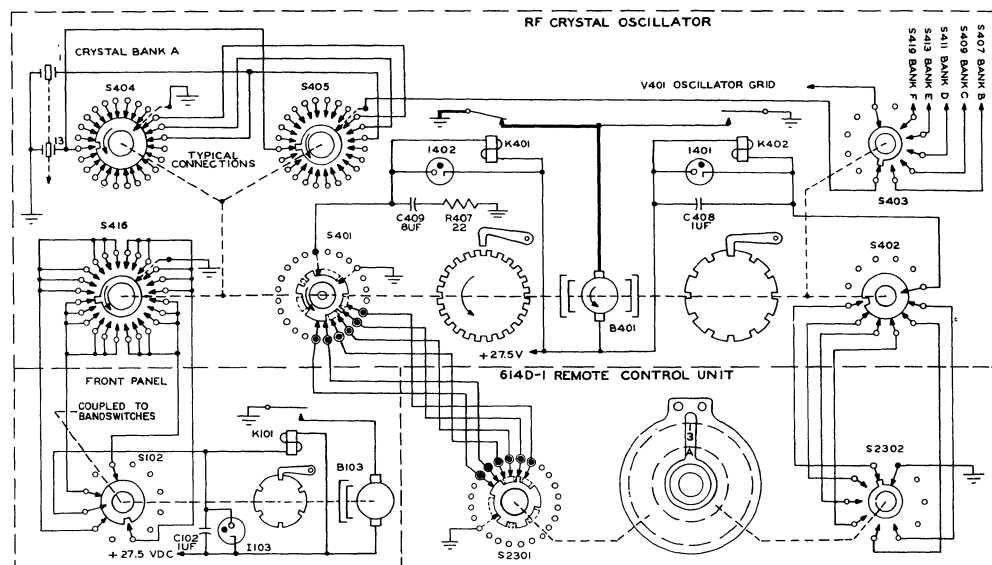 RF CRYSTAL OSCILLATOR
CRYSTAL BANK A
1
13
S404
S405
TYPICAL
CONNECTIONS
V401 OSCILLATOR GRID
S419 BANK F
S413 BANK E
S411 BANK D
S409 BANK C
S407 BANK B
S403
K401
I402
C409
8UF
R407
22
I401
K402
C408
1UF
S416
S401
S402
B401
+27.5V
FRONT PANEL
614D-1 REMOTE CONTROL UNIT
COUPLED TO
BANDSWITCHES
S102
K101
B103
C102
1UF
I103
+27.5 VDC
S2301
13
A
S2302